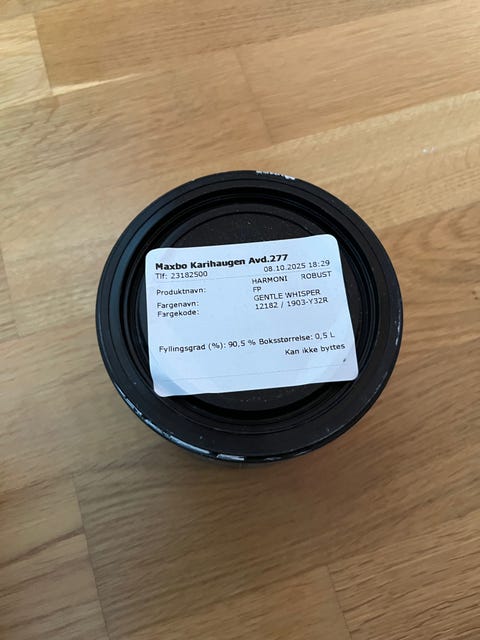 Maxbo Karihaugen Avd.277
Tlf: 23182500 08.10.2025 18:29
Produktnavn: HARMONI ROBUST
FP
Fargenavn: GENTLE WHISPER
Fargekode: 12182 / 1903-Y32R
Fyllingsgrad (%): 90,5 % Boksstørrelse: 0,5 L
Kan ikke byttes